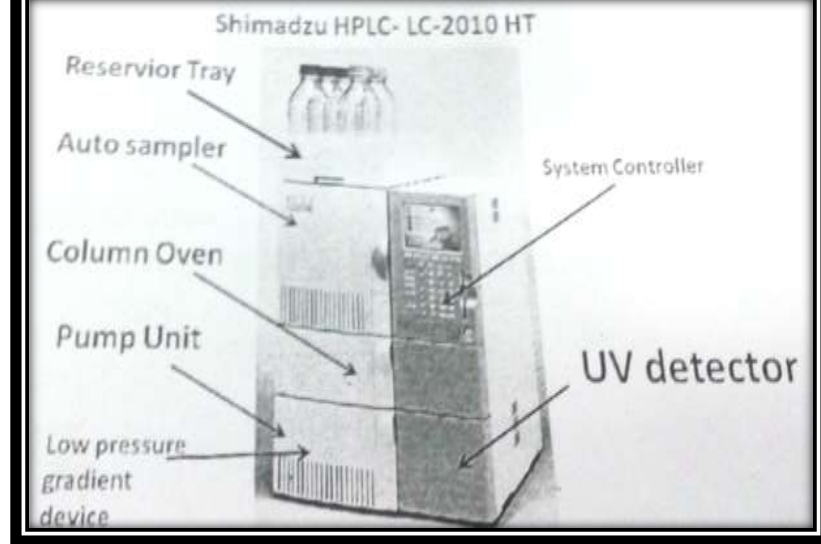 Shimadzu HPLC- LC-2010 HT
Reservior Tray
Auto sampler
System Controller
Column Oven
Pump Unit
UV detector
Low pressure
gradient
device